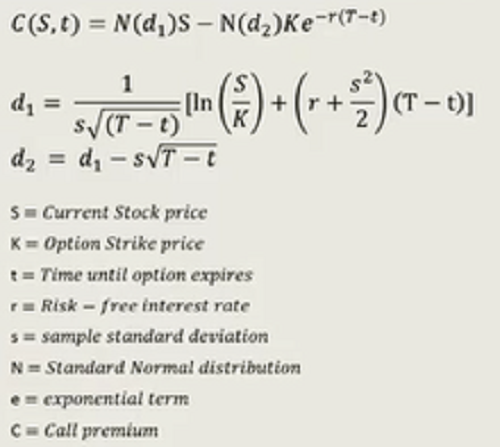 C(S,t) = N(d₁)S − N(d₂)Ke^−r(T−t)
d₁ = 1/(s√(T − t)) [ln(S/K) + (r + s²/2)(T − t)]
d₂ = d₁ − s√T − t
S = Current Stock price
K = Option Strike price
t = Time until option expires
r = Risk − free interest rate
s = sample standard deviation
N = Standard Normal distribution
e = exponential term
C = Call premium